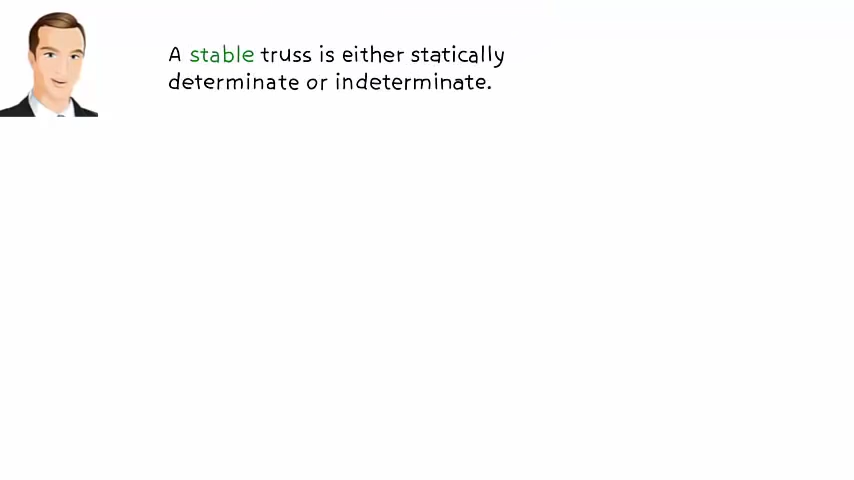 A stable truss is either statically
determinate or indeterminate.